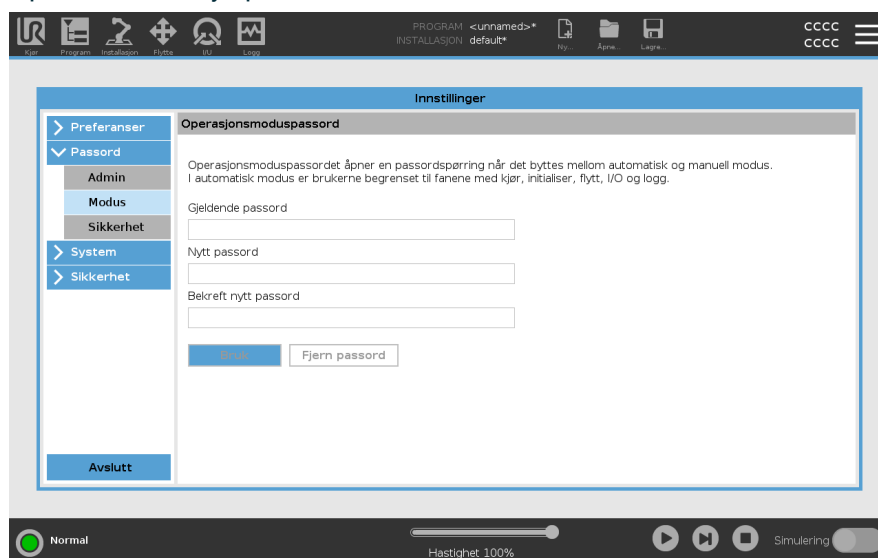 PROGRAM <unnamed>*
INSTALLASJON default*
CCCC
CCCC
Kjør Program Installasjon Flytte I/U Logg Ny... Åpne... Lagre...
Innstillinger
Preferanser
Passord
Admin
Modus
Sikkerhet
System
Sikkerhet
Avslutt
Operasjonsmoduspassord
Operasjonsmoduspassordet åpner en passordspørring når det byttes mellom automatisk og manuell modus.
I automatisk modus er brukerne begrenset til fanene med kjør, initialiser, flytt, I/O og logg.
Gjeldende passord
Nytt passord
Bekreft nytt passord
Bruk Fjern passord
Normal
Hastighet 100%
Simulering